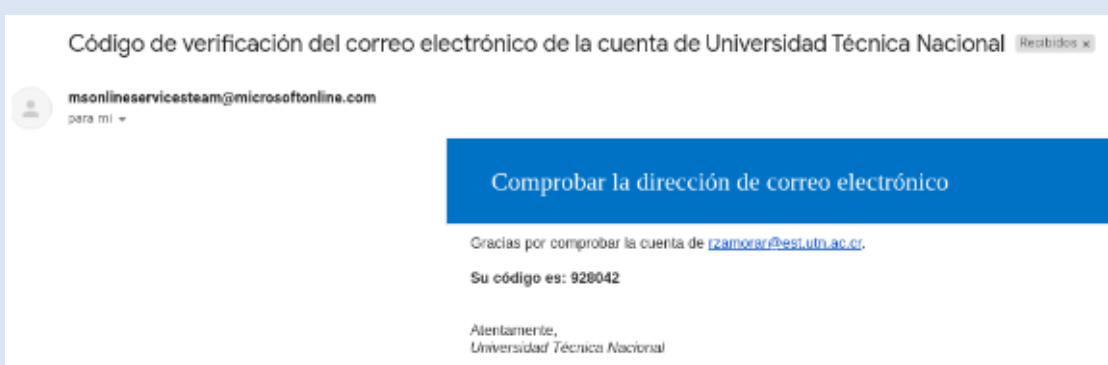 Código de verificación del correo electrónico de la cuenta de Universidad Técnica Nacional Recibidos x
msonlineservicesteam@microsoftonline.com
para mí
Comprobar la dirección de correo electrónico
Gracias por comprobar la cuenta de rzamorar@est.utn.ac.cr.
Su código es: 928042
Atentamente,
Universidad Técnica Nacional